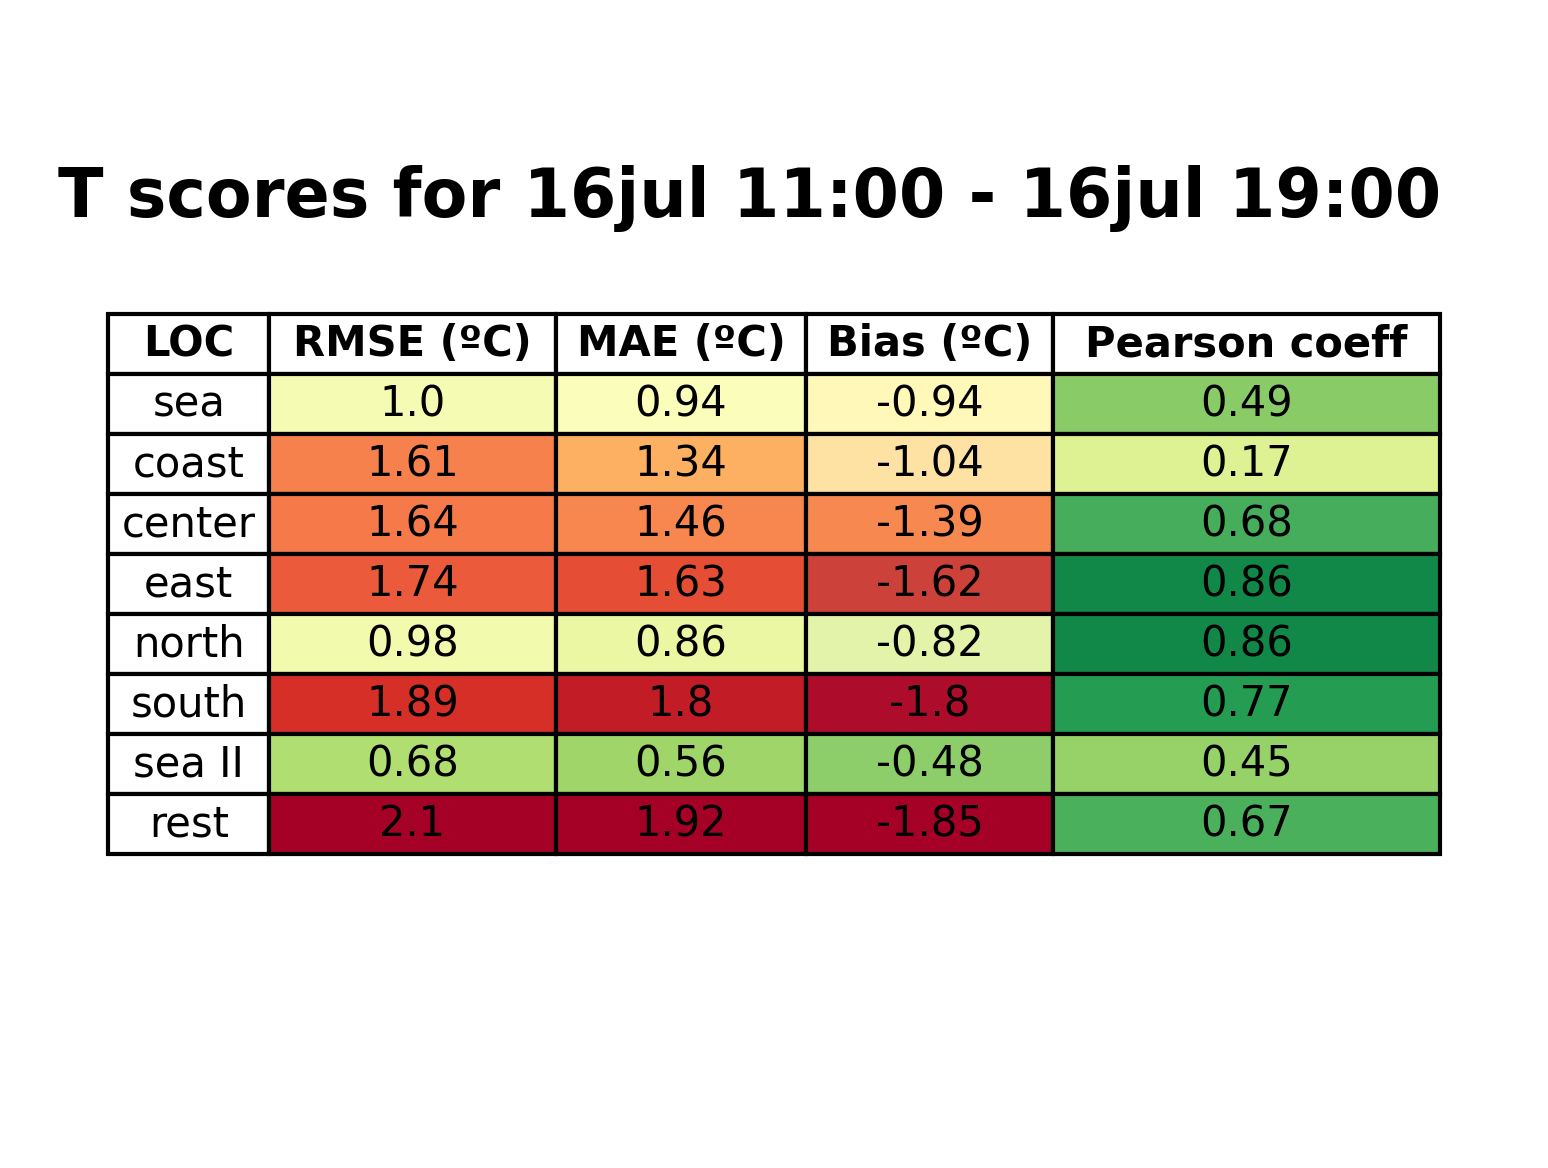 T scores for 16jul 11:00 - 16jul 19:00
LOC RMSE (ºC) MAE (ºC) Bias (ºC) Pearson coeff
sea 1.0 0.94 -0.94 0.49
coast 1.61 1.34 -1.04 0.17
center 1.64 1.46 -1.39 0.68
east 1.74 1.63 -1.62 0.86
north 0.98 0.86 -0.82 0.86
south 1.89 1.8 -1.8 0.77
sea II 0.68 0.56 -0.48 0.45
rest 2.1 1.92 -1.85 0.67